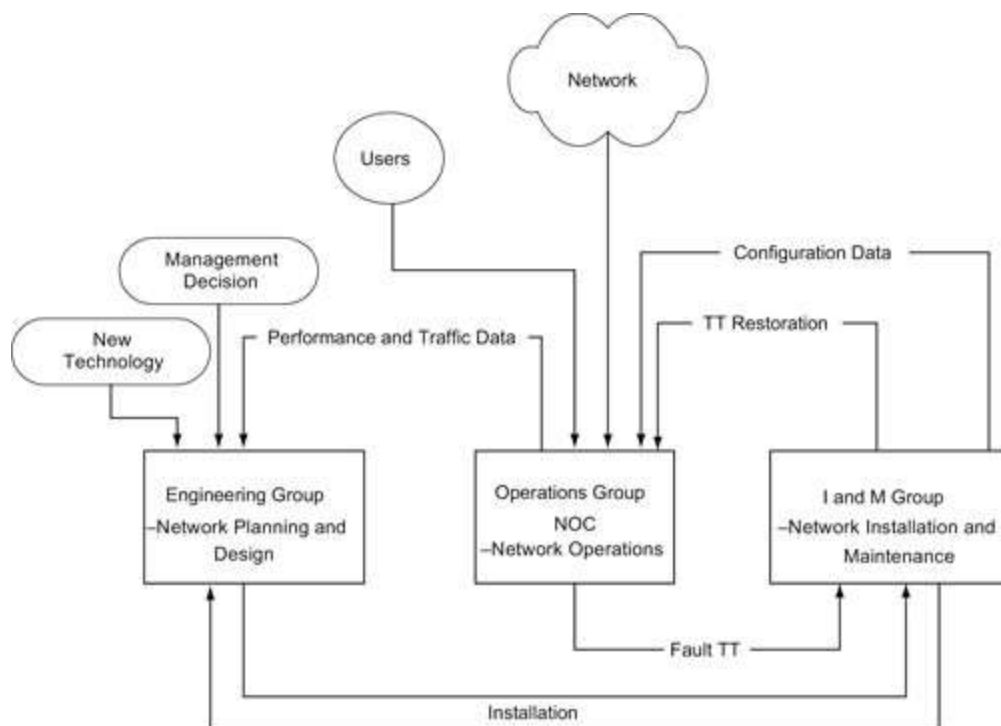 Network
Users
Management
Decision
Configuration Data
New
Technology
Performance and Traffic Data
TT Restoration
Engineering Group
–Network Planning and
Design
Operations Group
NOC
–Network Operations
I and M Group
–Network Installation and
Maintenance
Fault TT
Installation